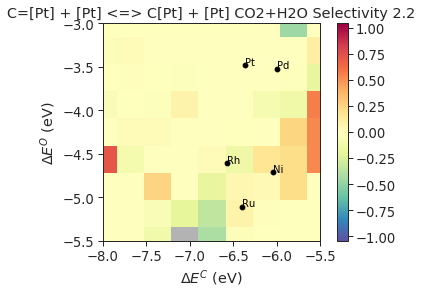 C=[Pt] + [Pt] <=> C[Pt] + [Pt] CO2+H2O Selectivity 2.2
−3.0
−3.5
−4.0
−4.5
−5.0
−5.5
ΔE^O (eV)
Pt
Pd
Rh
Ni
Ru
−8.0 −7.5 −7.0 −6.5 −6.0 −5.5
ΔE^C (eV)
1.00
0.75
0.50
0.25
0.00
−0.25
−0.50
−0.75
−1.00